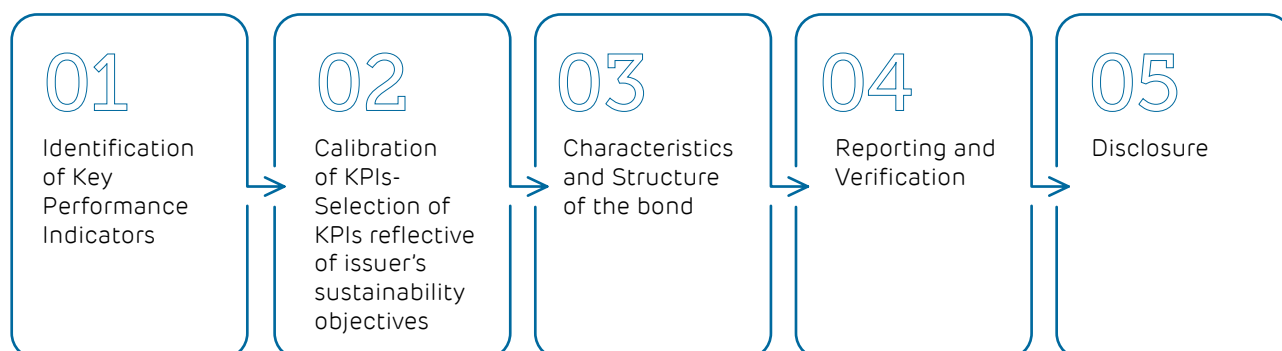 01
Identification
of Key
Performance
Indicators
02
Calibration
of KPIs-
Selection of
KPIs reflective
of issuer's
sustainability
objectives
03
Characteristics
and Structure
of the bond
04
Reporting and
Verification
05
Disclosure